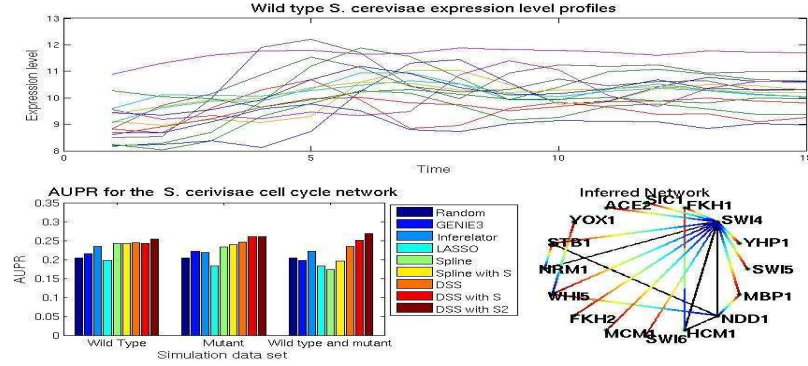 Wild type S. cerevisae expression level profiles
Expression level
13
12
11
10
9
8
0
5
10
15
Time
AUPR for the S. cerivisae cell cycle network
AUPR
0.35
0.3
0.25
0.2
0.15
0.1
0.05
0
Wild Type
Mutant
Wild type and mutant
Simulation data set
Random
GENIE3
Inferelator
LASSO
Spline
Spline with S
DSS
DSS with S
DSS with S2
Inferred Network
SIC1
FKH1
ACE2
SWI4
YOX1
YHP1
STB1
SWI5
NRM1
MBP1
WHI5
NDD1
FKH2
HCM1
MCM1
SWI6